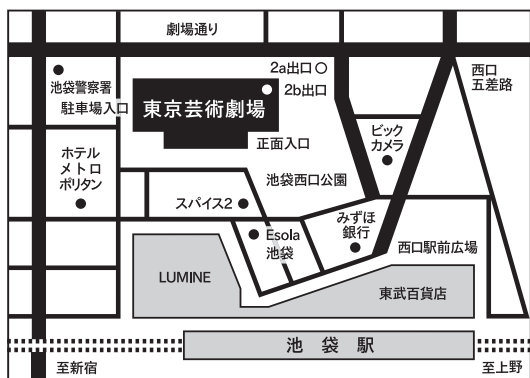 劇場通り
2a出口
池袋警察署
2b出口
西口
五差路
駐車場入口
東京芸術劇場
正面入口
ビック
カメラ
ホテル
メトロ
ポリタン
池袋西口公園
スパイス2
Esola
池袋
みずほ
銀行
西口駅前広場
LUMINE
東武百貨店
池袋駅
至新宿
至上野